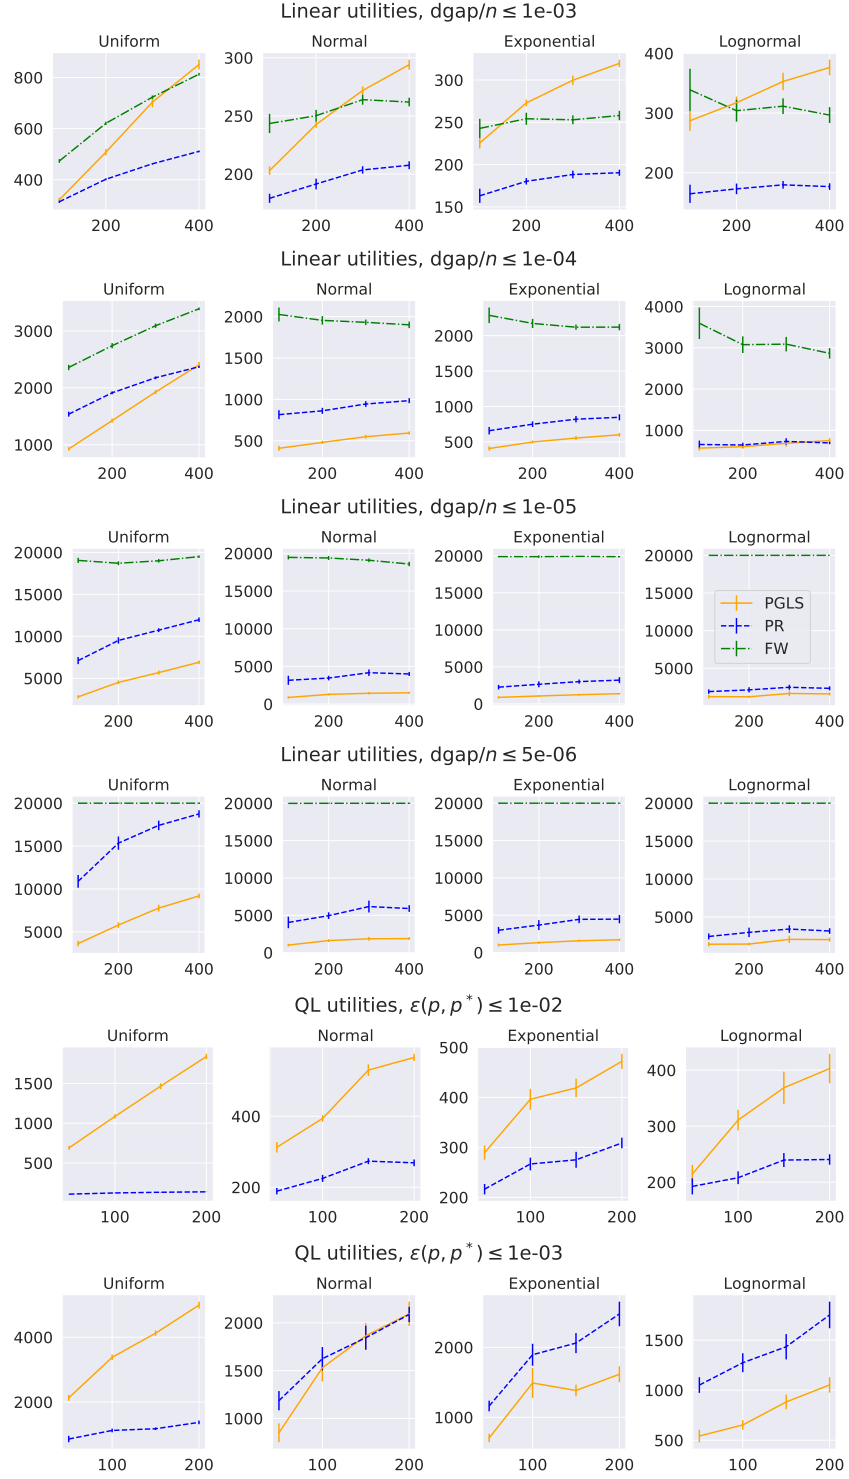 Linear utilities, dgap/n ≤ 1e-03
Uniform Normal Exponential Lognormal
800 600 400
300 250 200
300 250 200 150
400 300 200
200 400 200 400 200 400 200 400
Linear utilities, dgap/n ≤ 1e-04
Uniform Normal Exponential Lognormal
3000 2000 1000
2000 1500 1000 500
2000 1500 1000 500
4000 3000 2000 1000
200 400 200 400 200 400 200 400
Linear utilities, dgap/n ≤ 1e-05
Uniform Normal Exponential Lognormal
20000 15000 10000 5000
20000 15000 10000 5000 0
20000 15000 10000 5000 0
20000 15000 10000 5000
PGLS
PR
FW
200 400 200 400 200 400 200 400
Linear utilities, dgap/n ≤ 5e-06
Uniform Normal Exponential Lognormal
20000 15000 10000 5000
20000 15000 10000 5000 0
20000 15000 10000 5000 0
20000 15000 10000 5000
200 400 200 400 200 400 200 400
QL utilities, ε(p, p*) ≤ 1e-02
Uniform Normal Exponential Lognormal
1500 1000 500
400 200
500 400 300 200
400 300 200
100 200 100 200 100 200 100 200
QL utilities, ε(p, p*) ≤ 1e-03
Uniform Normal Exponential Lognormal
4000 2000
2000 1500 1000
2000 1000
1500 1000 500
100 200 100 200 100 200 100 200